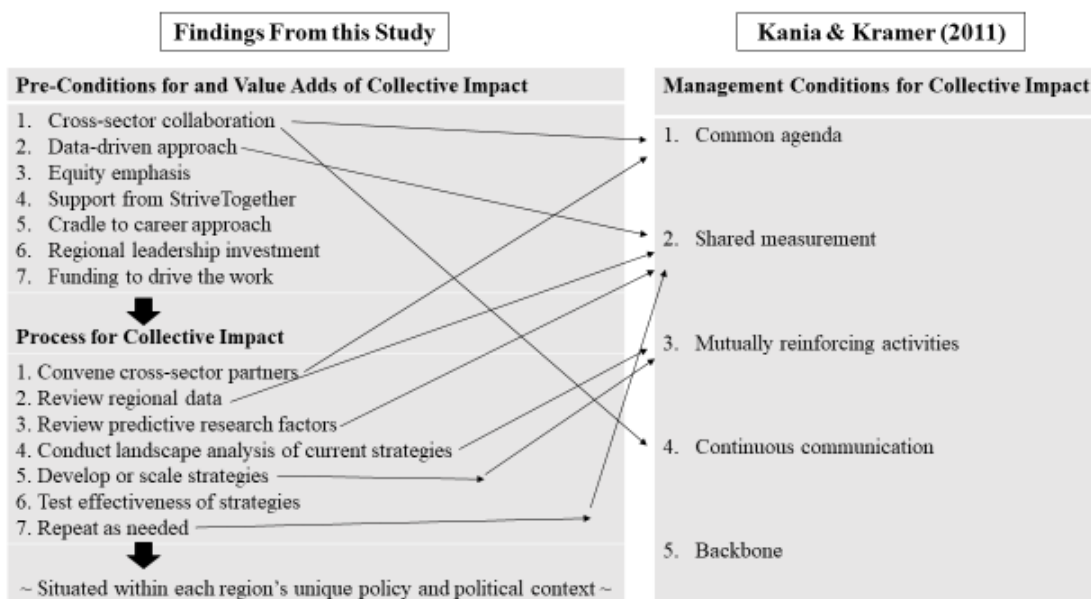 Findings From this Study
Pre-Conditions for and Value Adds of Collective Impact
1. Cross-sector collaboration
2. Data-driven approach
3. Equity emphasis
4. Support from StriveTogether
5. Cradle to career approach
6. Regional leadership investment
7. Funding to drive the work
Process for Collective Impact
1. Convene cross-sector partners
2. Review regional data
3. Review predictive research factors
4. Conduct landscape analysis of current strategies
5. Develop or scale strategies
6. Test effectiveness of strategies
7. Repeat as needed
~ Situated within each region's unique policy and political context ~
Kania & Kramer (2011)
Management Conditions for Collective Impact
1. Common agenda
2. Shared measurement
3. Mutually reinforcing activities
4. Continuous communication
5. Backbone